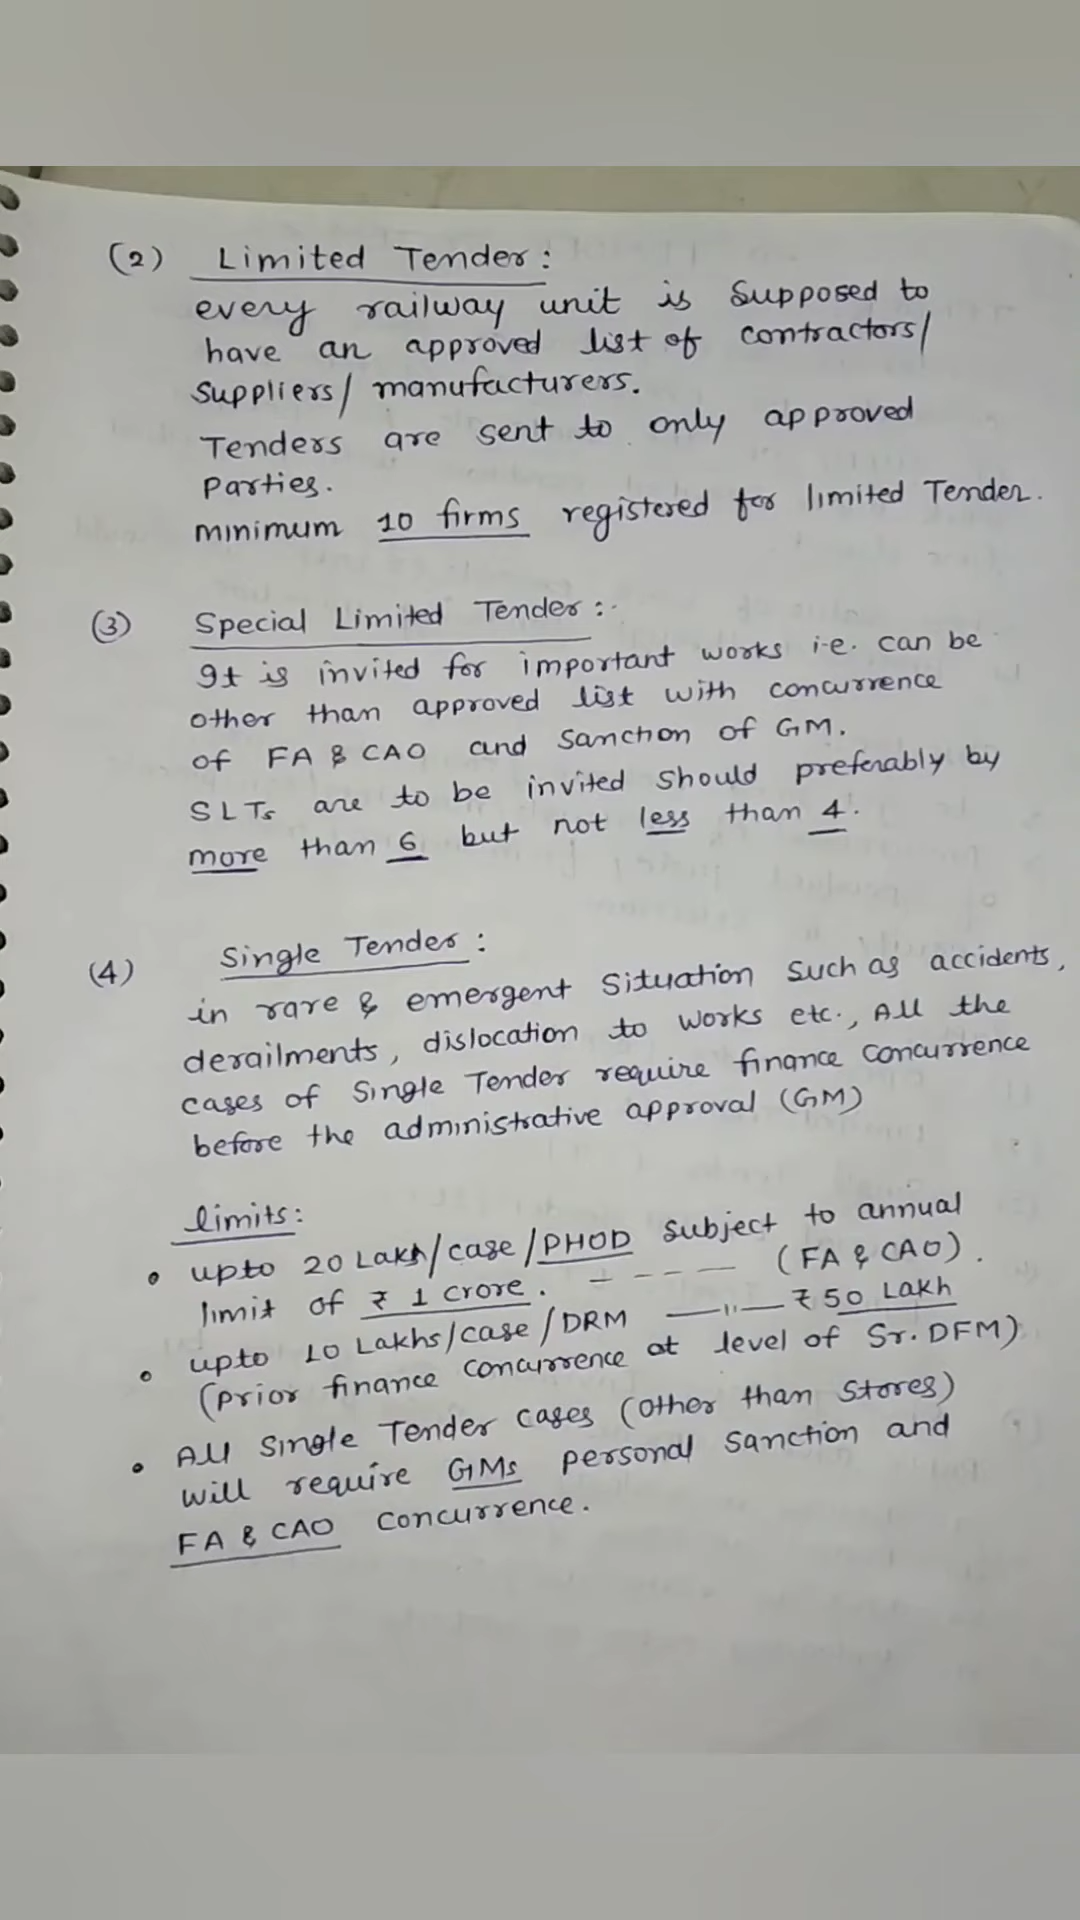 (2) Limited Tender:
every railway unit is supposed to
have an approved list of contractors/
suppliers/ manufacturers.
Tenders are sent to only approved
Parties.
minimum 10 firms registered for limited Tender.
(3) Special Limited Tender:-
It is invited for important works i.e. can be
other than approved list with concurrence
of FA & CAO and Sanction of GM.
SLTs are to be invited should preferably by
more than 6 but not less than 4.
(4) Single Tender:
in rare & emergent situation such as accidents,
derailments, dislocation to works etc., All the
cases of Single Tender require finance concurrence
before the administrative approval (GM)
limits:
• upto 20 Lakh/case/PHOD subject to annual
limit of ₹ 1 crore. - - - - (FA & CAO).
• upto 10 Lakhs/case/DRM —"— ₹50 Lakh
(prior finance concurrence at level of Sr. DFM)
• All Single Tender cases (other than Stores)
will require GMs personal sanction and
FA & CAO concurrence.